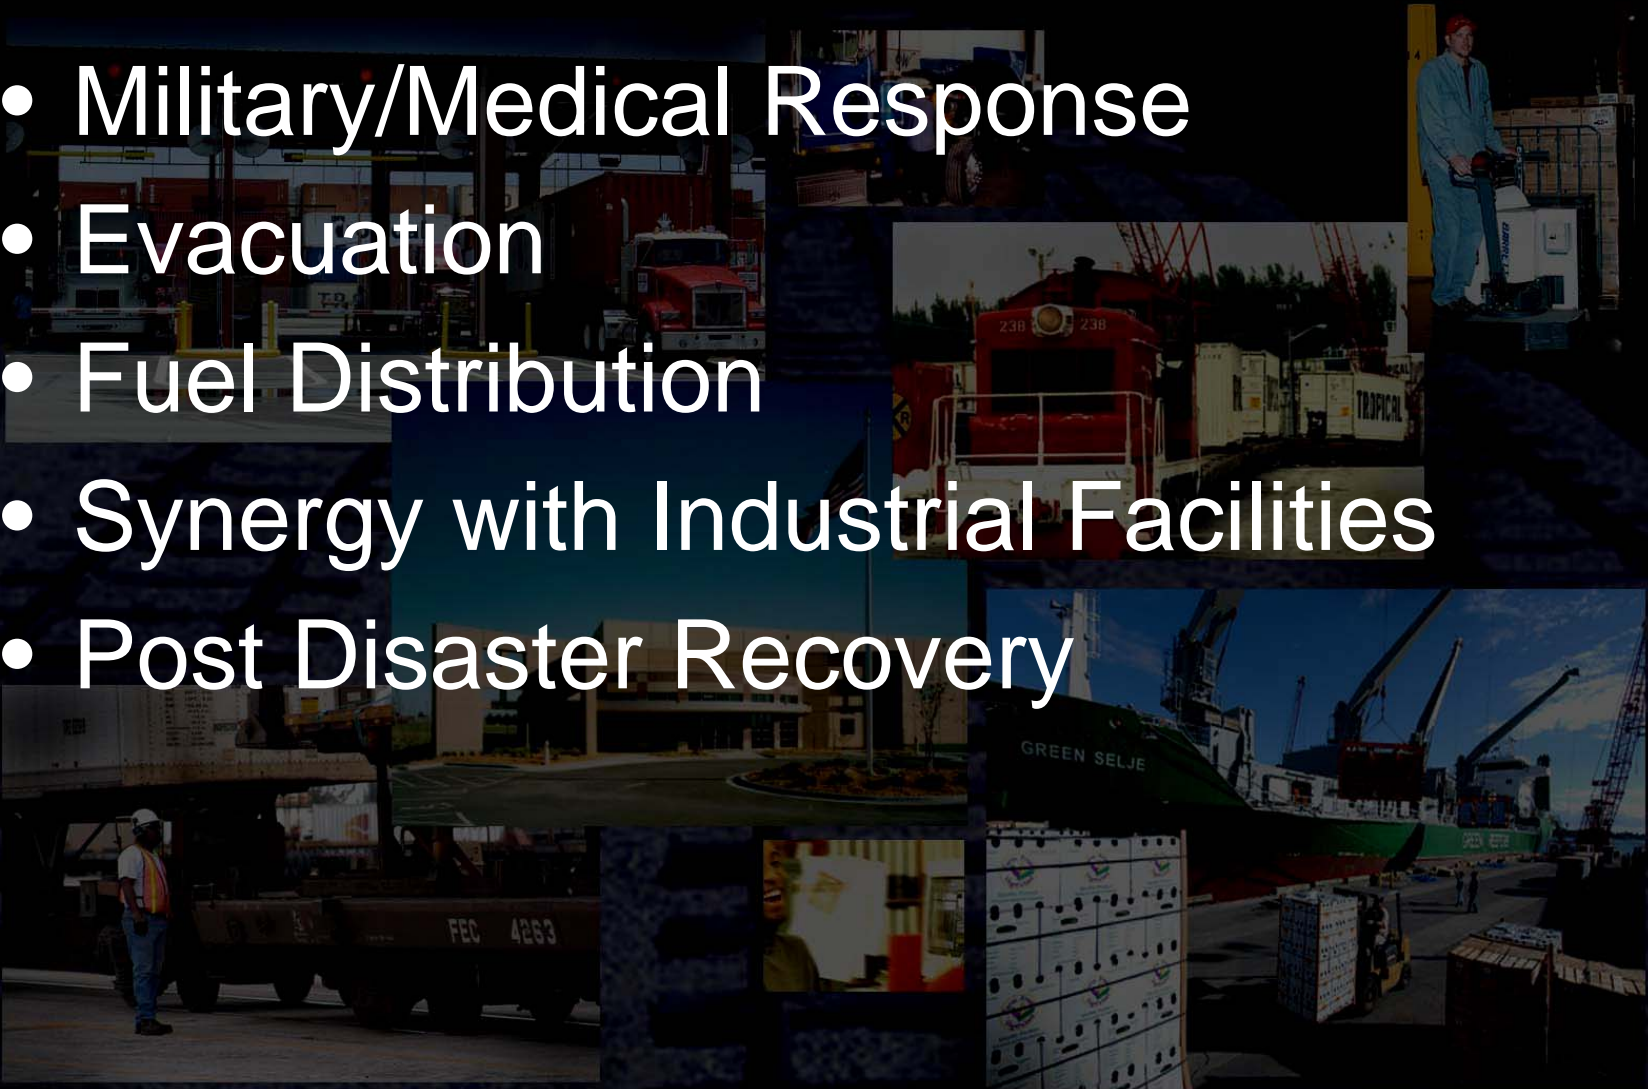 • Military/Medical Response
• Evacuation
• Fuel Distribution
• Synergy with Industrial Facilities
• Post Disaster Recovery
238 238
TROPICAL
GREEN SELJE
FEC 4263